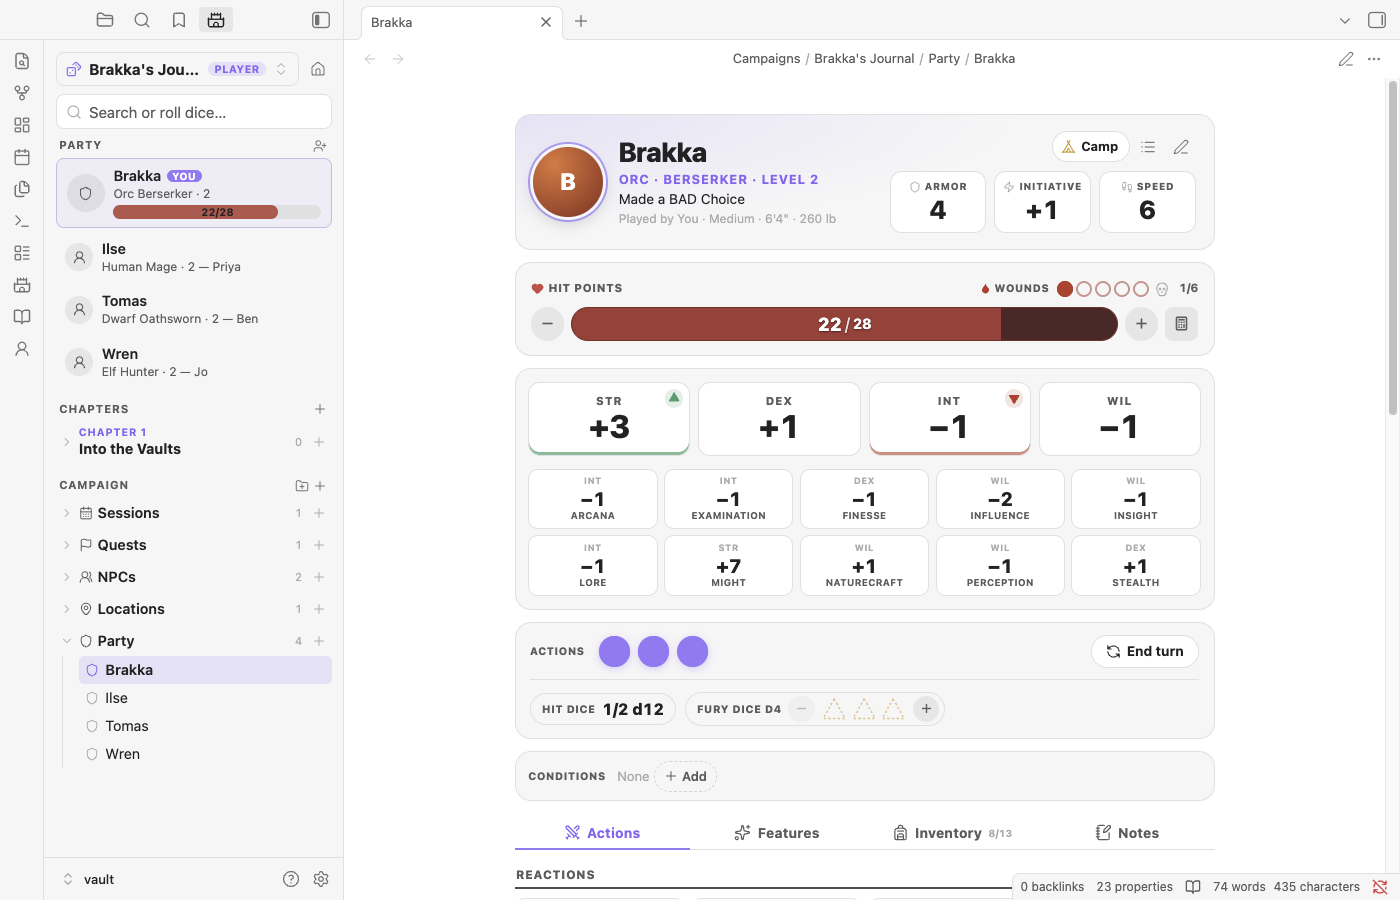 Brakka
Brakka's Jou...
PLAYER
Search or roll dice...
PARTY
Brakka YOU
Orc Berserker · 2
22/28
Ilse
Human Mage · 2 — Priya
Tomas
Dwarf Oathsworn · 2 — Ben
Wren
Elf Hunter · 2 — Jo
CHAPTERS
CHAPTER 1
Into the Vaults 0
CAMPAIGN
Sessions 1
Quests 1
NPCs 2
Locations 1
Party 4
Brakka
Ilse
Tomas
Wren
vault
Campaigns / Brakka's Journal / Party / Brakka
B
Brakka
ORC · BERSERKER · LEVEL 2
Made a BAD Choice
Played by You · Medium · 6'4" · 260 lb
Camp
ARMOR
4
INITIATIVE
+1
SPEED
6
HIT POINTS
WOUNDS 1/6
22 / 28
STR
+3
DEX
+1
INT
−1
WIL
−1
INT
−1
ARCANA
INT
−1
EXAMINATION
DEX
−1
FINESSE
WIL
−2
INFLUENCE
WIL
−1
INSIGHT
INT
−1
LORE
STR
+7
MIGHT
WIL
+1
NATURECRAFT
WIL
−1
PERCEPTION
DEX
+1
STEALTH
ACTIONS
End turn
HIT DICE 1/2 d12
FURY DICE D4
CONDITIONS None + Add
Actions
Features
Inventory 8/13
Notes
REACTIONS
0 backlinks 23 properties 74 words 435 characters